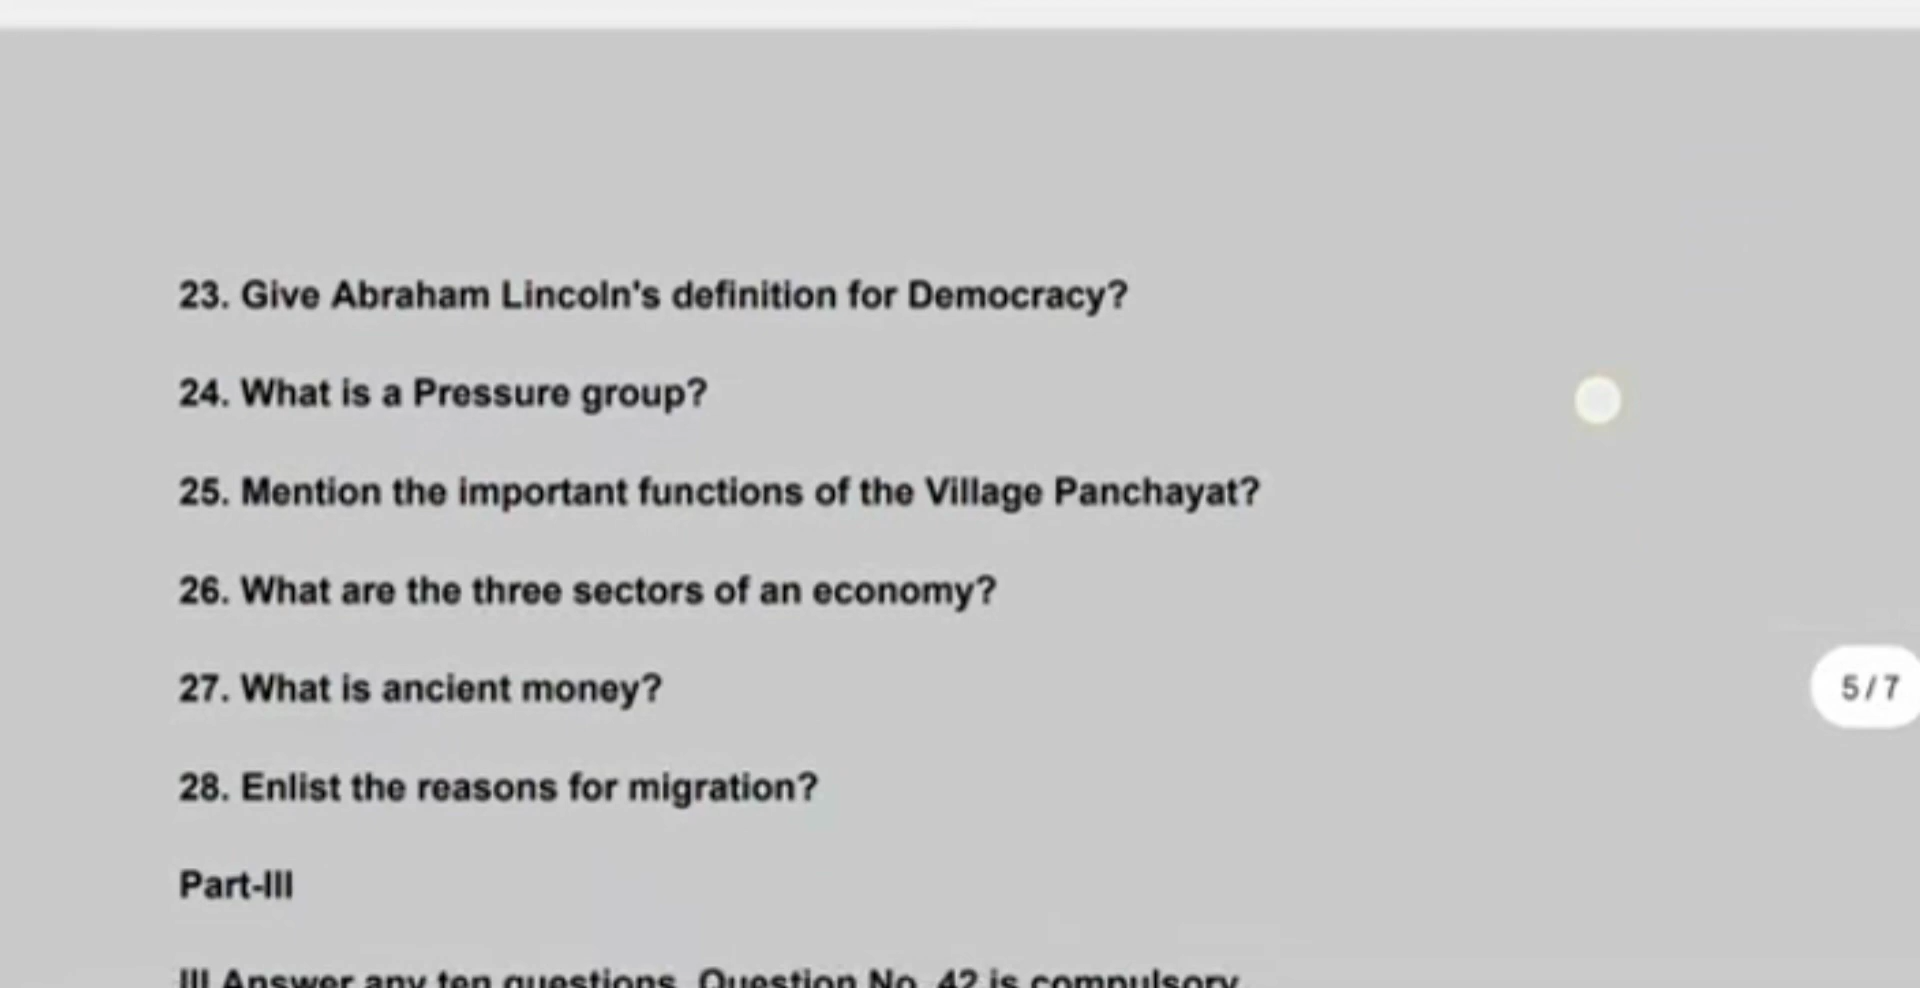 23. Give Abraham Lincoln's definition for Democracy?
24. What is a Pressure group?
25. Mention the important functions of the Village Panchayat?
26. What are the three sectors of an economy?
27. What is ancient money?
5 / 7
28. Enlist the reasons for migration?
Part-III
III Answer any ten questions. Question No. 42 is compulsory.